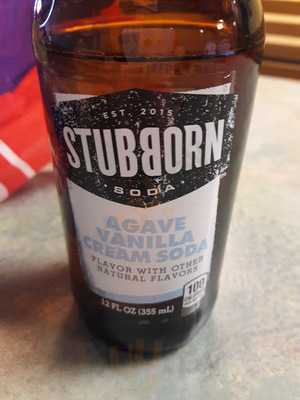 EST. 2015
STUBBORN
SODA
AGAVE
VANILLA
CREAM SODA
FLAVOR WITH OTHER
NATURAL FLAVORS
100
12 FL OZ (355 mL)